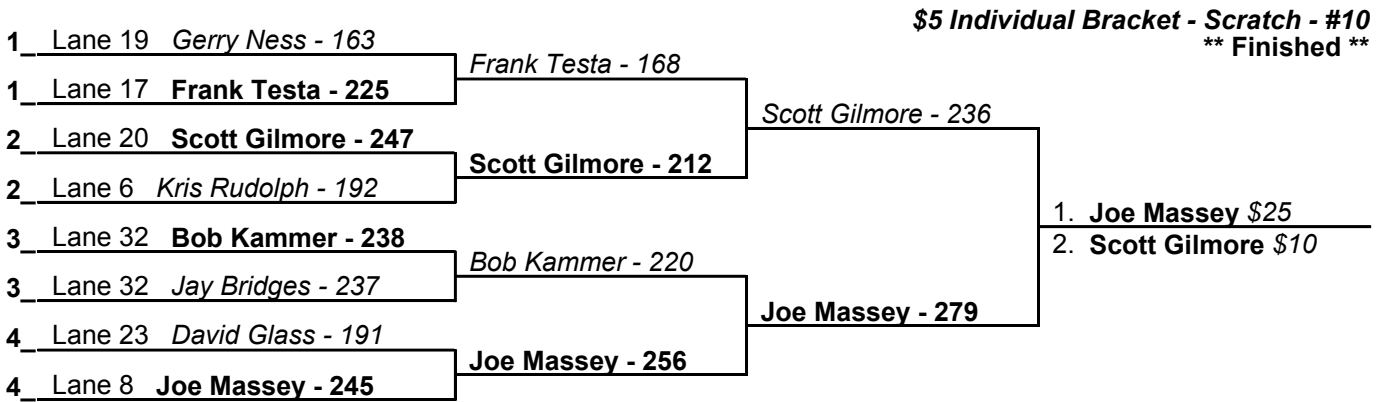 $5 Individual Bracket - Scratch - #10
** Finished **
1_ Lane 19 Gerry Ness - 163
1_ Lane 17 Frank Testa - 225
2_ Lane 20 Scott Gilmore - 247
2_ Lane 6 Kris Rudolph - 192
3_ Lane 32 Bob Kammer - 238
3_ Lane 32 Jay Bridges - 237
4_ Lane 23 David Glass - 191
4_ Lane 8 Joe Massey - 245
Frank Testa - 168
Scott Gilmore - 212
Bob Kammer - 220
Joe Massey - 256
Scott Gilmore - 236
Joe Massey - 279
1. Joe Massey $25
2. Scott Gilmore $10